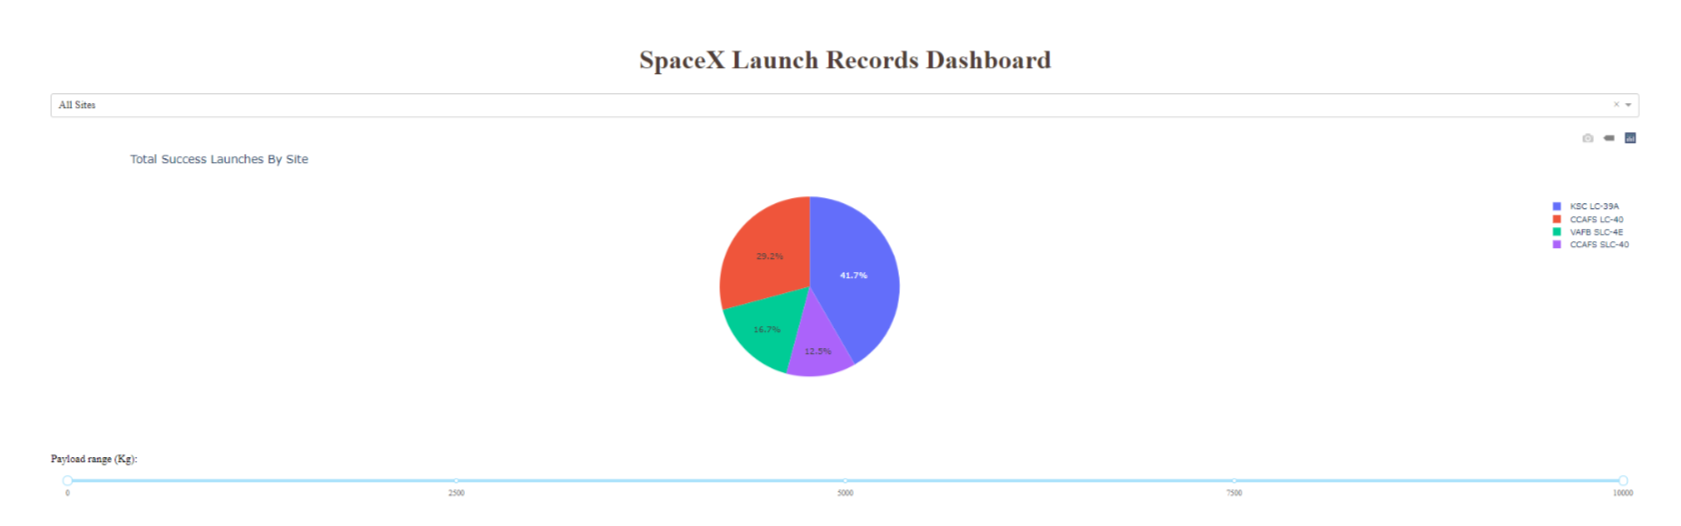 SpaceX Launch Records Dashboard
All Sites
Total Success Launches By Site
KSC LC-39A
CCAFS LC-40
VAFB SLC-4E
CCAFS SLC-40
29.2%
41.7%
16.7%
12.5%
Payload range (Kg):
0 2500 5000 7500 10000